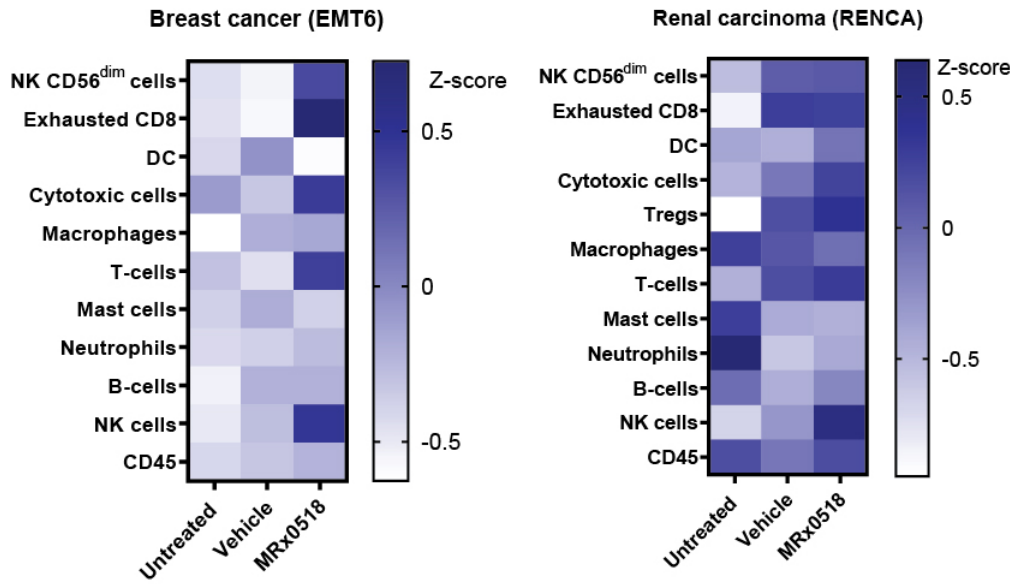 Breast cancer (EMT6)
NK CD56dim cells
Exhausted CD8
DC
Cytotoxic cells
Macrophages
T-cells
Mast cells
Neutrophils
B-cells
NK cells
CD45
Untreated
Vehicle
MRx0518
Z-score
0.5
0
-0.5
Renal carcinoma (RENCA)
NK CD56dim cells
Exhausted CD8
DC
Cytotoxic cells
Tregs
Macrophages
T-cells
Mast cells
Neutrophils
B-cells
NK cells
CD45
Untreated
Vehicle
MRx0518
Z-score
0.5
0
-0.5